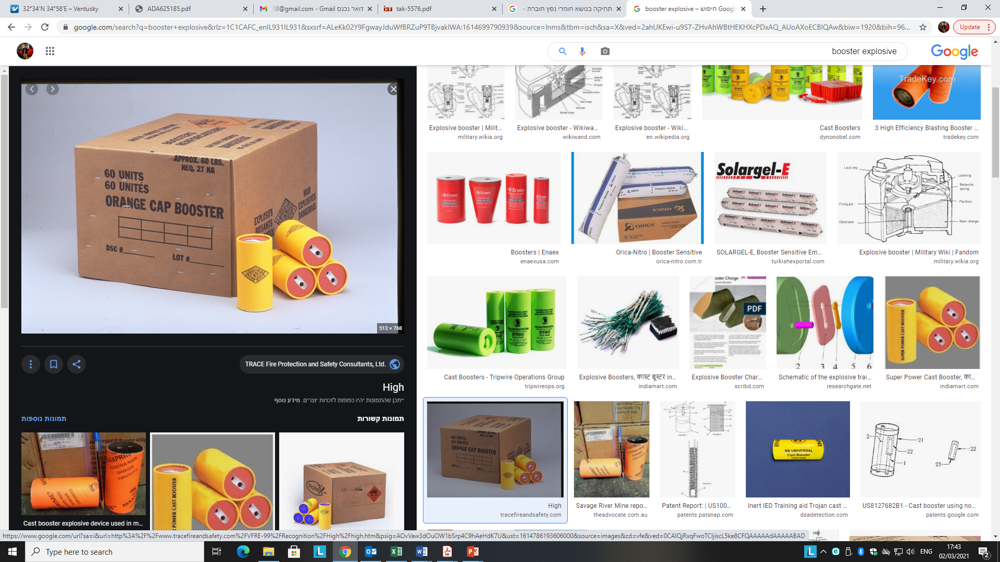 32°34'N 34°58'E – Ventusky
ADA625185.pdf
88@gmail.com - Gmail דואר נכנס
tak-5576.pdf
תחיקה בנושא חומרי נפץ חוברת –
booster explosive – חיפוש Googl
google.com/search?q=booster+explosive&rlz=1C1CAFC_enIL931IL931&sxsrf=ALeKk02Y9FgwayJduWfBRZuP9TBjvakIWA:1614699790939&source=lnms&tbm=isch&sa=X&ved=2ahUKEwi-u9S7-ZHvAhWBtHEKHXcPDxAQ_AUoAXoECBIQAw&biw=1920&bih=96...
Update
booster explosive
Google
APPROX. 60 LBS.
NEQ. 27 KG
60 UNITS
60 UNITÉS
ORANGE CAP BOOSTER
DSC #
LOT #
BOOSTERS
HIGH
EXPLOSIVES
DANGEROUS
EXPLOSIFS
BRISANTS
512 × 768
TRACE Fire Protection and Safety Consultants, Ltd.
High
ייתכן שהתמונות יהיו כפופות לזכויות יוצרים. מידע נוסף
תמונות קשורות
תמונות נוספות
Cast booster explosive device used in m...
TradeKey.com
Explosive booster | Milit...
military.wikia.org
Explosive booster - Wikiwa...
wikiwand.com
Explosive booster - Wiki...
en.wikipedia.org
Cast Boosters
dynonobel.com
3 High Efficiency Blasting Booster ...
tradekey.com
Enaex
ORICA
Solargel-E
Lock key
Lockring
Belleville
spring
Firing pin
Partition
Detonator
Main charge
Boosters | Enaex
enaexusa.com
Orica-Nitro | Booster Sensitive
orica-nitro.com.tr
SOLARGEL-E, Booster Sensitive Em...
turkishexportal.com
Explosive booster | Military Wiki | Fandom
military.wikia.org
PDF
2 3 4 5 6
SUPER POWER CAST BOOSTER
Cast Boosters - Tripwire Operations Group
tripwireops.org
Explosive Boosters, कास्ट बूस्टर in...
indiamart.com
Explosive Booster Char...
scribd.com
Schematic of the explosive trai...
researchgate.net
Super Power Cast Booster, का...
indiamart.com
60 UNITS
60 UNITÉS
ORANGE CAP BOOSTER
NB UNIVERSAL
Cast Booster
2
21
22
1
22
23
High
tracefireandsafety.com
Savage River Mine repo...
theadvocate.com.au
Patent Report: | US100...
patents.patsnap.com
Inert IED Training aid Trojan cast ...
dsadetection.com
US8127682B1 - Cast booster using no...
patents.google.com
https://www.google.com/url?sa=i&url=http%3A%2F%2Fwww.tracefireandsafety.com%2FVFRE-99%2FRecognition%2FHigh%2Fhigh.htm&psig=AOvVaw3dOuOW1bSrp4C9hAeHdK7U&ust=1614786193606000&source=images&cd=vfe&ved=0CAIQjRxqFwoTCIjiscL5ke8CFQAAAAAdAAAAABAD
Type here to search
ENG
17:43
02/03/2021
2